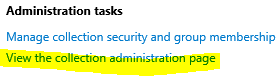 Administration tasks
Manage collection security and group membership
View the collection administration page